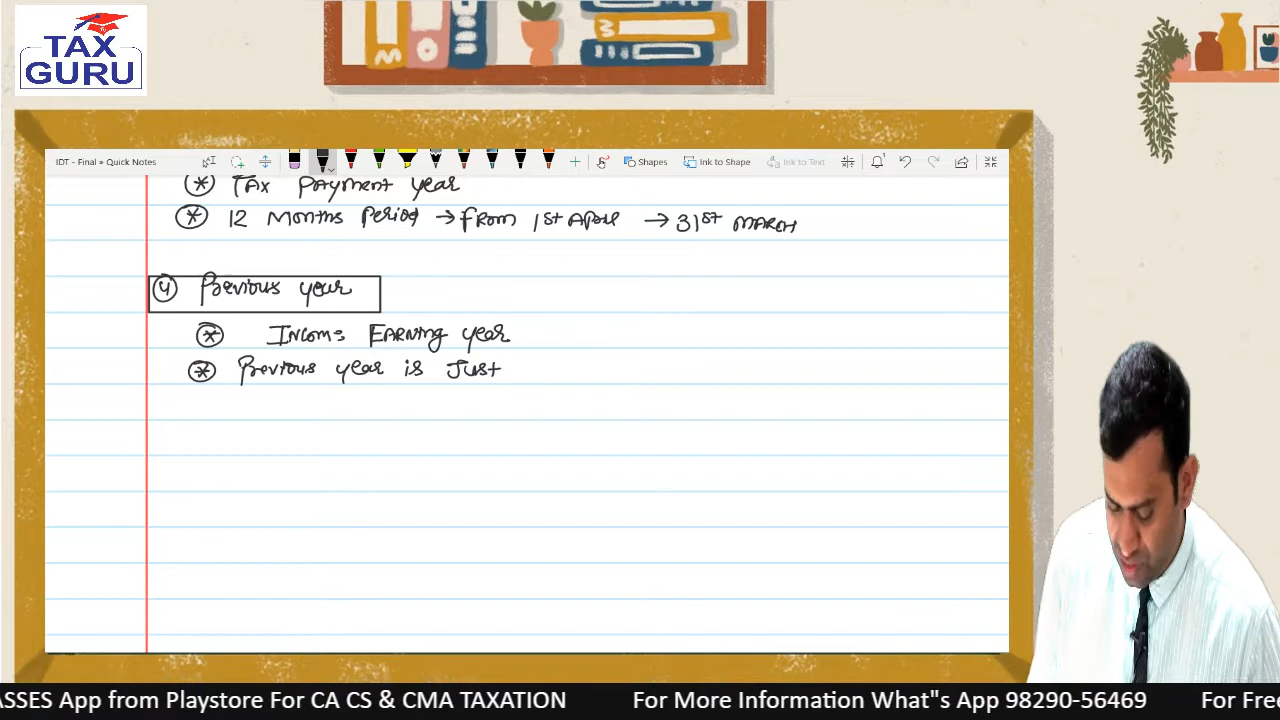 TAX
GURU
IDT - Final » Quick Notes
Shapes
Ink to Shape
Ink to Text
* Tax Payment year
* 12 Months Period → From 1st April → 31st March
4 Previous year
* Income Earning year
* Previous year is Just
ASSES App from Playstore For CA CS & CMA TAXATION For More Information What"s App 98290-56469 For Free